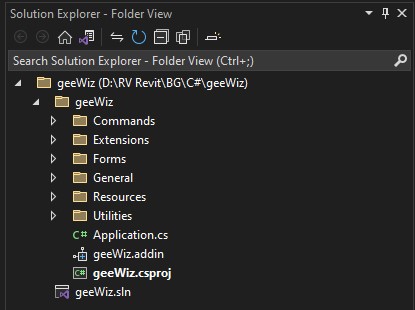 Solution Explorer - Folder View
Search Solution Explorer - Folder View (Ctrl+;)
geeWiz (D:\RV Revit\BG\C#\geeWiz)
geeWiz
Commands
Extensions
Forms
General
Resources
Utilities
C# Application.cs
geeWiz.addin
C# geeWiz.csproj
geeWiz.sln